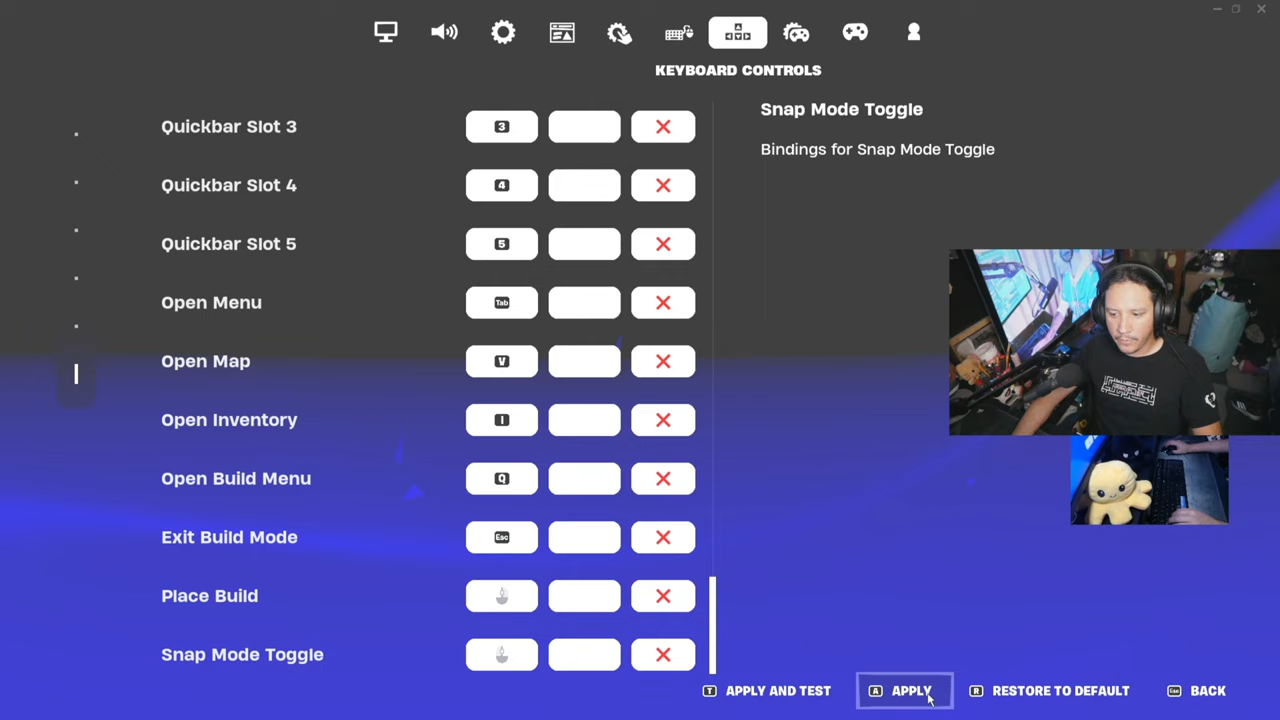 KEYBOARD CONTROLS
Quickbar Slot 3 3
Snap Mode Toggle
Bindings for Snap Mode Toggle
Quickbar Slot 4 4
Quickbar Slot 5 5
Open Menu Tab
Open Map V
Open Inventory I
Open Build Menu Q
Exit Build Mode Esc
Place Build
Snap Mode Toggle
T APPLY AND TEST A APPLY R RESTORE TO DEFAULT Esc BACK